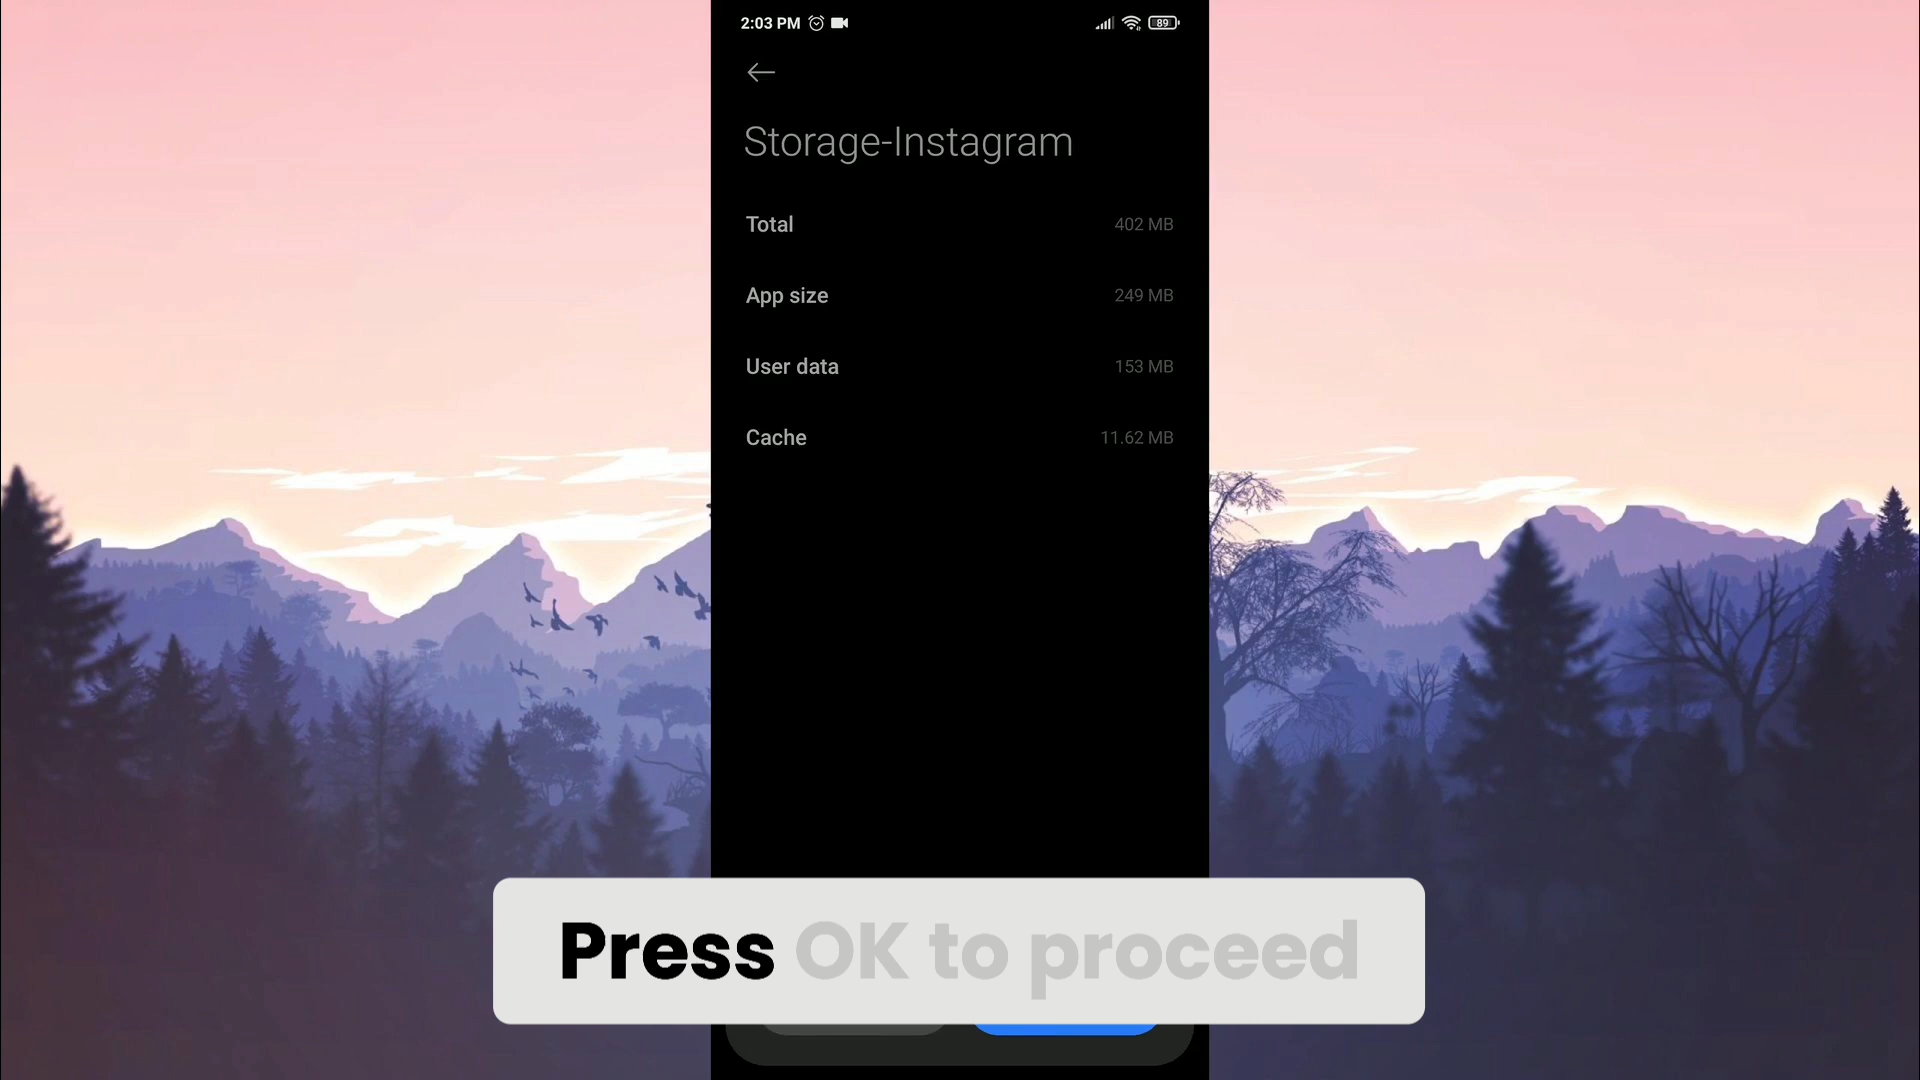 2:03 PM 89
Storage-Instagram
Total 402 MB
App size 249 MB
User data 153 MB
Cache 11.62 MB
Press OK to proceed